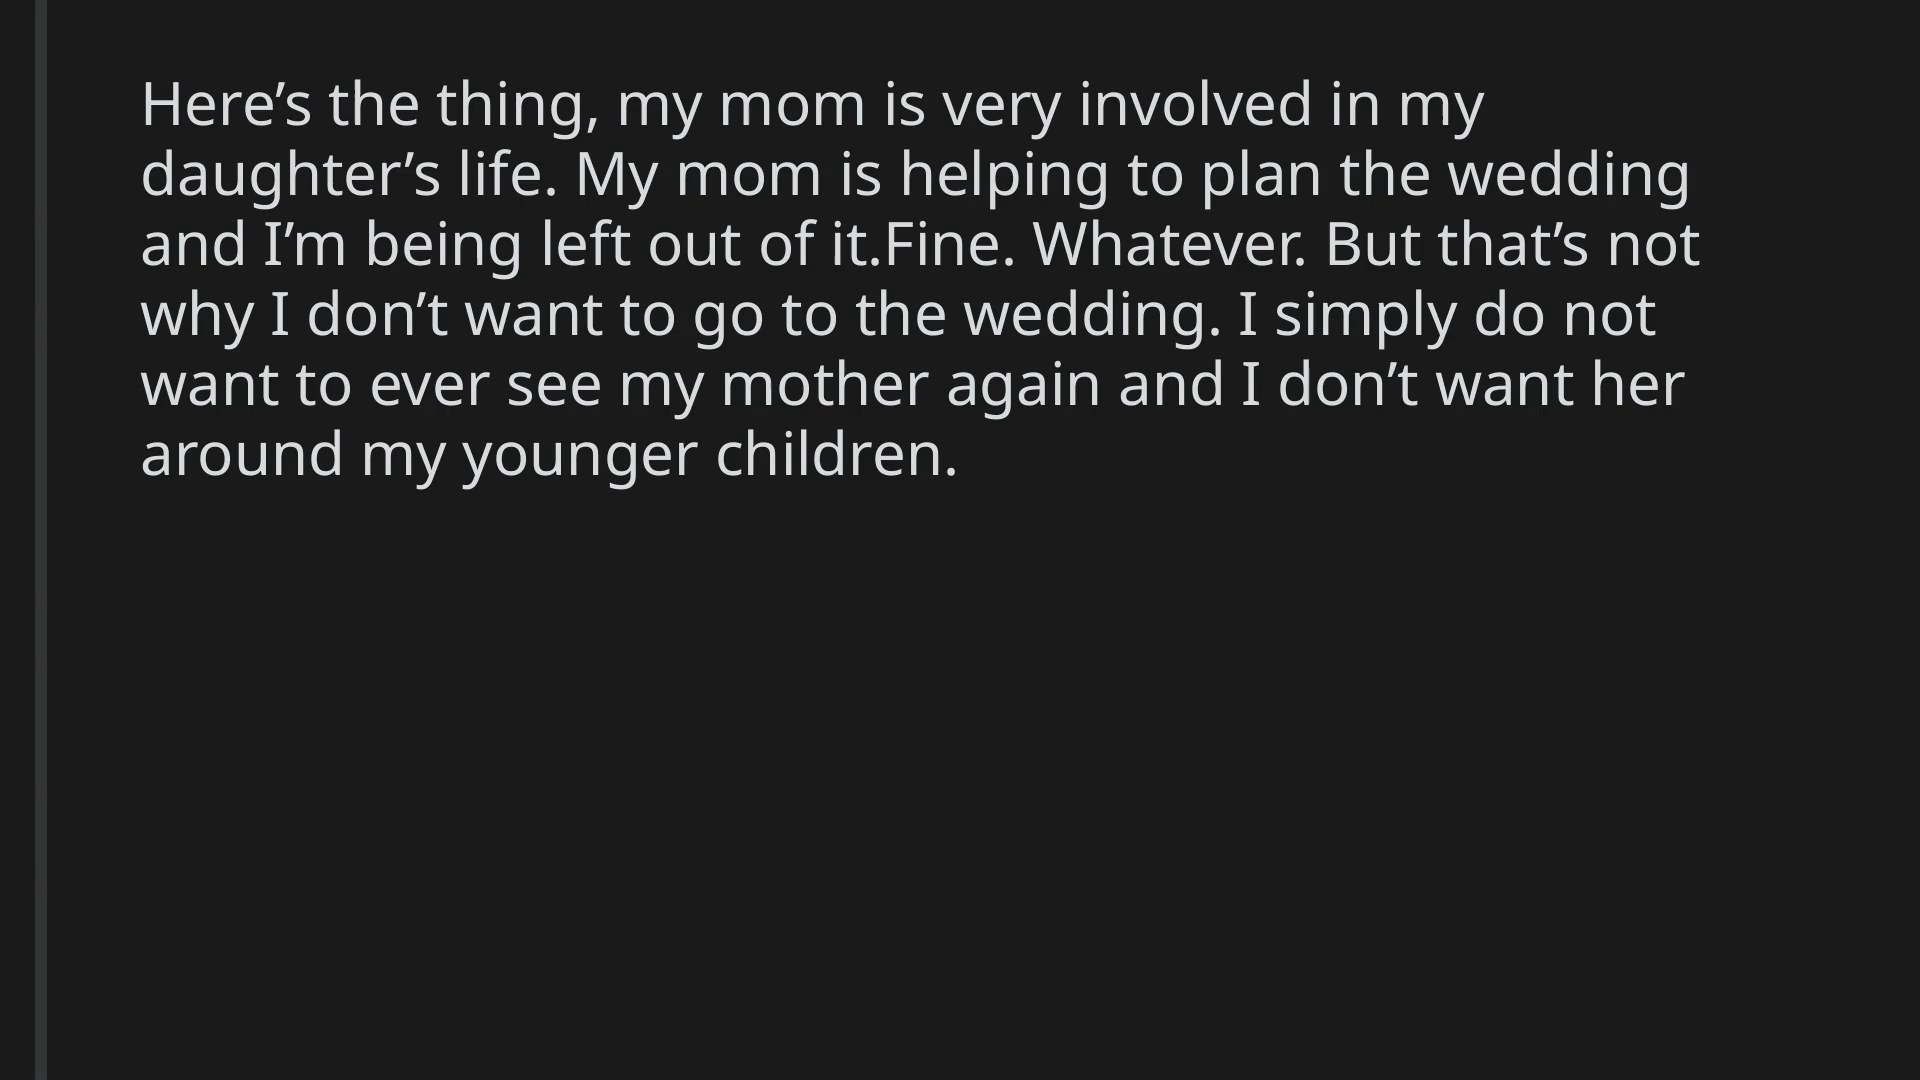 Here’s the thing, my mom is very involved in my
daughter’s life. My mom is helping to plan the wedding
and I’m being left out of it.Fine. Whatever. But that’s not
why I don’t want to go to the wedding. I simply do not
want to ever see my mother again and I don’t want her
around my younger children.